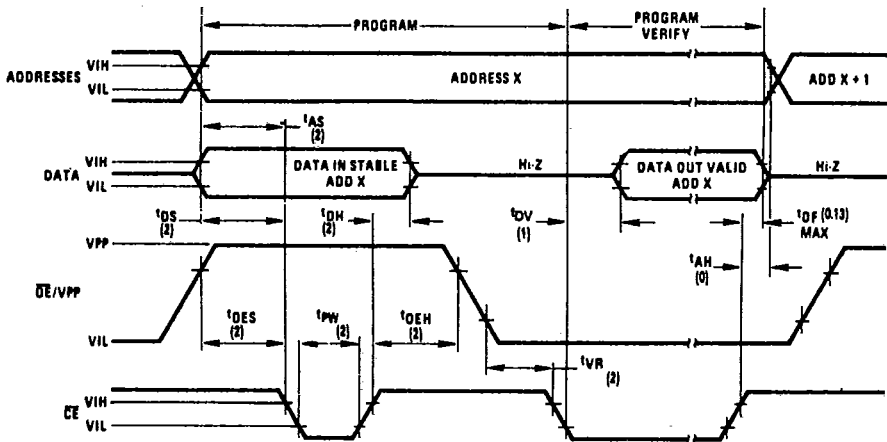 PROGRAM
PROGRAM
VERIFY
ADDRESSES
VIH
VIL
ADDRESS X
ADD X + 1
tAS
(2)
DATA
VIH
VIL
DATA IN STABLE
ADD X
Hi-Z
DATA OUT VALID
ADD X
Hi-Z
tDS
(2)
tDH
(2)
tDV
(1)
tDF (0.13)
MAX
tAH
(0)
OE/VPP
VPP
VIL
tOES
(2)
tPW
(2)
tOEH
(2)
tVR
(2)
CE
VIH
VIL